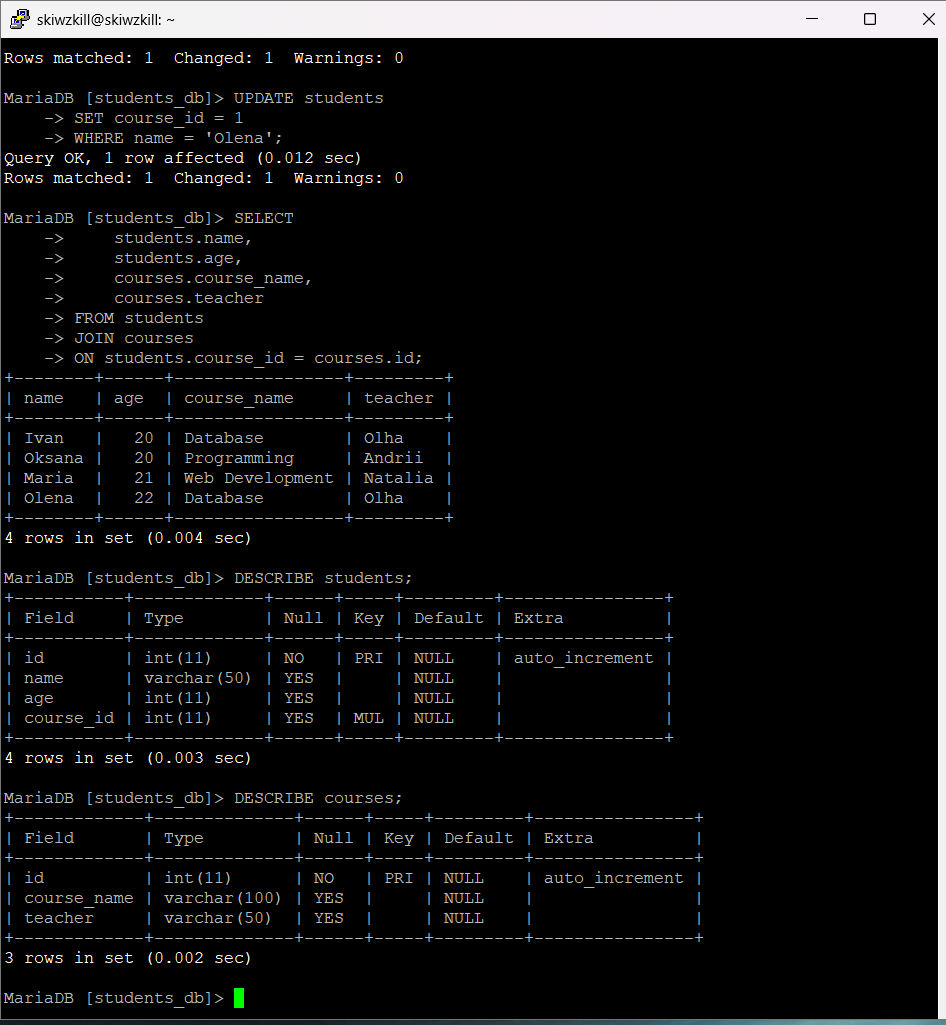 skiwzkill@skiwzkill: ~
Rows matched: 1  Changed: 1  Warnings: 0
MariaDB [students_db]> UPDATE students
    -> SET course_id = 1
    -> WHERE name = 'Olena';
Query OK, 1 row affected (0.012 sec)
Rows matched: 1  Changed: 1  Warnings: 0
MariaDB [students_db]> SELECT
    ->     students.name,
    ->     students.age,
    ->     courses.course_name,
    ->     courses.teacher
    -> FROM students
    -> JOIN courses
    -> ON students.course_id = courses.id;
+--------+------+-----------------+---------+
| name   | age  | course_name     | teacher |
+--------+------+-----------------+---------+
| Ivan   |   20 | Database        | Olha    |
| Oksana |   20 | Programming     | Andrii  |
| Maria  |   21 | Web Development | Natalia |
| Olena  |   22 | Database        | Olha    |
+--------+------+-----------------+---------+
4 rows in set (0.004 sec)
MariaDB [students_db]> DESCRIBE students;
+-----------+-------------+------+-----+---------+----------------+
| Field     | Type        | Null | Key | Default | Extra          |
+-----------+-------------+------+-----+---------+----------------+
| id        | int(11)     | NO   | PRI | NULL    | auto_increment |
| name      | varchar(50) | YES  |     | NULL    |                |
| age       | int(11)     | YES  |     | NULL    |                |
| course_id | int(11)     | YES  | MUL | NULL    |                |
+-----------+-------------+------+-----+---------+----------------+
4 rows in set (0.003 sec)
MariaDB [students_db]> DESCRIBE courses;
+-------------+--------------+------+-----+---------+----------------+
| Field       | Type         | Null | Key | Default | Extra          |
+-------------+--------------+------+-----+---------+----------------+
| id          | int(11)      | NO   | PRI | NULL    | auto_increment |
| course_name | varchar(100) | YES  |     | NULL    |                |
| teacher     | varchar(50)  | YES  |     | NULL    |                |
+-------------+--------------+------+-----+---------+----------------+
3 rows in set (0.002 sec)
MariaDB [students_db]>